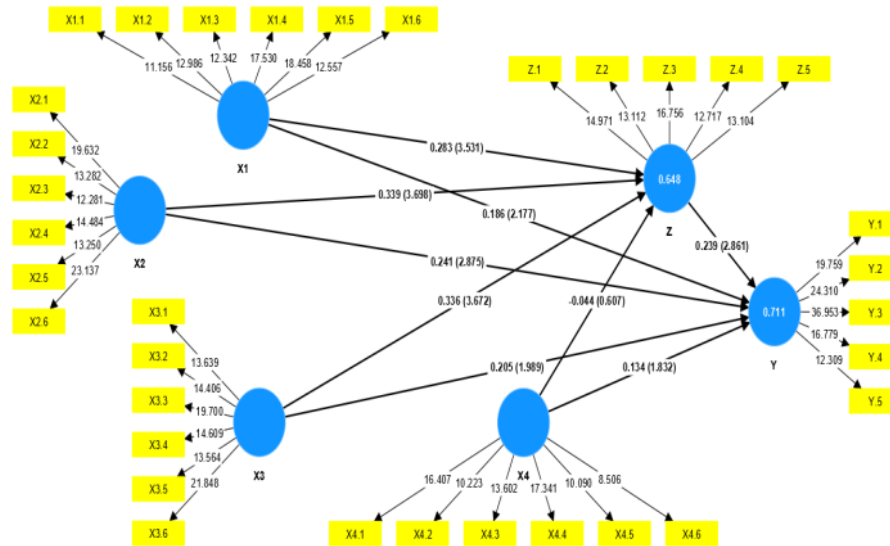 X1.1 X1.2 X1.3 X1.4 X1.5 X1.6
11.156 12.986 12.342 17.530 18.458 12.557
X1
Z.1 Z.2 Z.3 Z.4 Z.5
14.971 13.112 16.756 12.717 13.104
0.648
Z
X2.1
X2.2
X2.3
X2.4
X2.5
X2.6
19.632
13.282
12.281
14.484
13.250
23.137
X2
0.283 (3.531)
0.339 (3.698)
0.186 (2.177)
0.241 (2.875)
0.239 (2.861)
0.336 (3.672)
-0.044 (0.607)
0.205 (1.989)
0.134 (1.832)
Y.1
Y.2
Y.3
Y.4
Y.5
19.759
24.310
36.953
16.779
12.309
0.711
Y
X3.1
X3.2
X3.3
X3.4
X3.5
X3.6
13.639
14.406
19.700
14.609
13.564
21.848
X3
X4
16.407 10.223 13.602 17.341 10.090 8.506
X4.1 X4.2 X4.3 X4.4 X4.5 X4.6